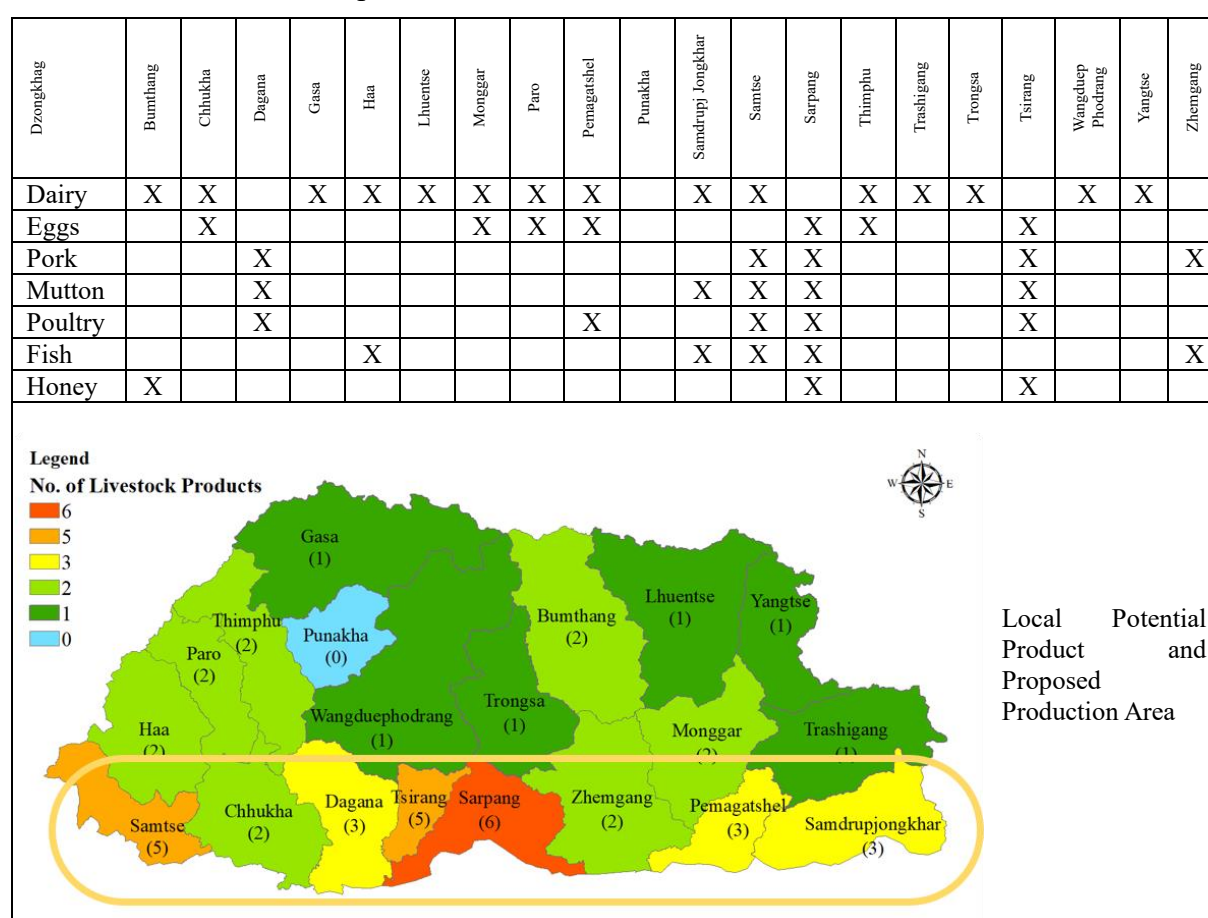 Dzongkhag Bumthang Chhukha Dagana Gasa Haa Lhuentse Monggar Paro Pemagatshel Punakha Samdrupj Jongkhar Samtse Sarpang Thimphu Trashigang Trongsa Tsirang Wangduep Phodrang Yangtse Zhemgang
Dairy X X X X X X X X X X X X X X X
Eggs X X X X X X X
Pork X X X X X
Mutton X X X X X
Poultry X X X X X
Fish X X X X X
Honey X X X
Legend
No. of Livestock Products
6
5
3
2
1
0
N
W E
S
Gasa
(1)
Thimphu
(2)
Punakha
(0)
Paro
(2)
Haa
(2)
Wangduephodrang
(1)
Trongsa
(1)
Bumthang
(2)
Lhuentse
(1)
Yangtse
(1)
Monggar
(2)
Trashigang
(1)
Samtse
(5)
Chhukha
(2)
Dagana
(3)
Tsirang
(5)
Sarpang
(6)
Zhemgang
(2)
Pemagatshel
(3)
Samdrupjongkhar
(3)
Local Potential
Product and
Proposed
Production Area